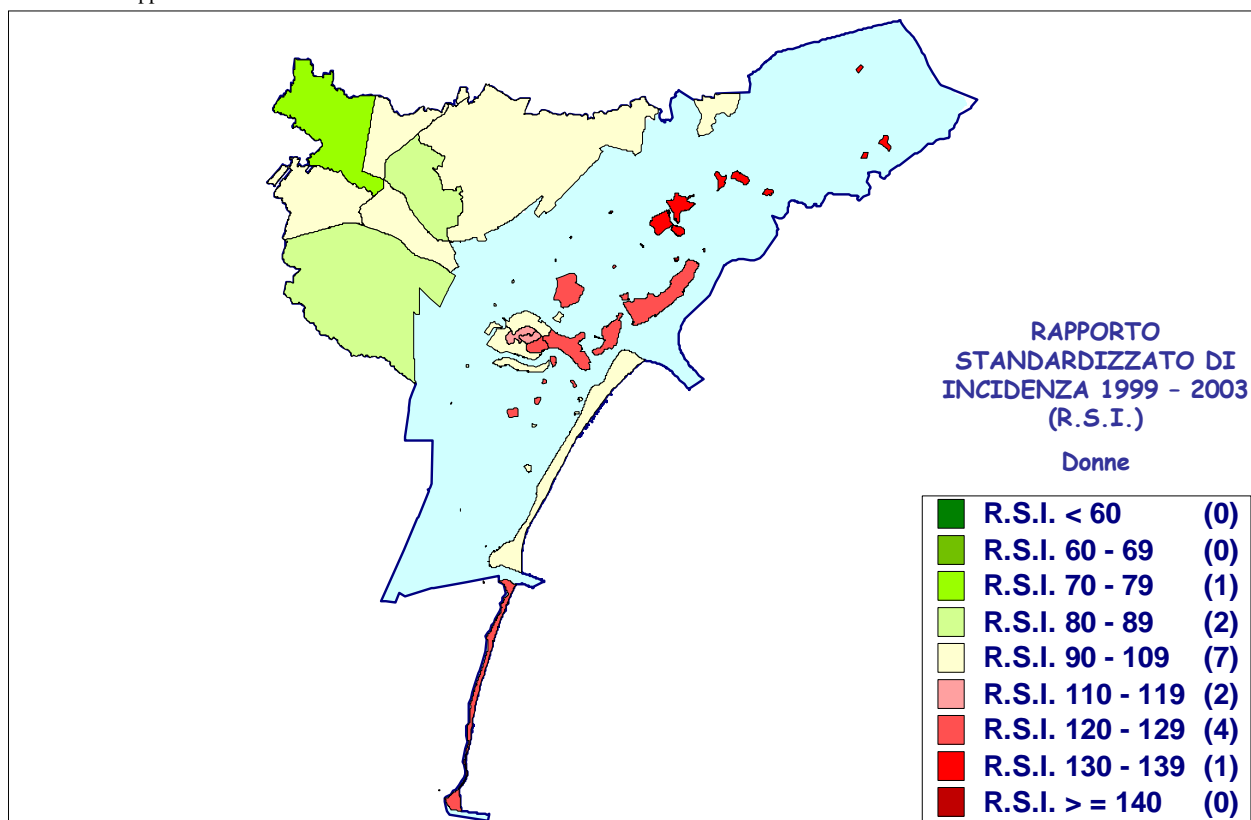 RAPPORTO
STANDARDIZZATO DI
INCIDENZA 1999 – 2003
(R.S.I.)
Donne
R.S.I. < 60 (0)
R.S.I. 60 - 69 (0)
R.S.I. 70 - 79 (1)
R.S.I. 80 - 89 (2)
R.S.I. 90 - 109 (7)
R.S.I. 110 - 119 (2)
R.S.I. 120 - 129 (4)
R.S.I. 130 - 139 (1)
R.S.I. > = 140 (0)